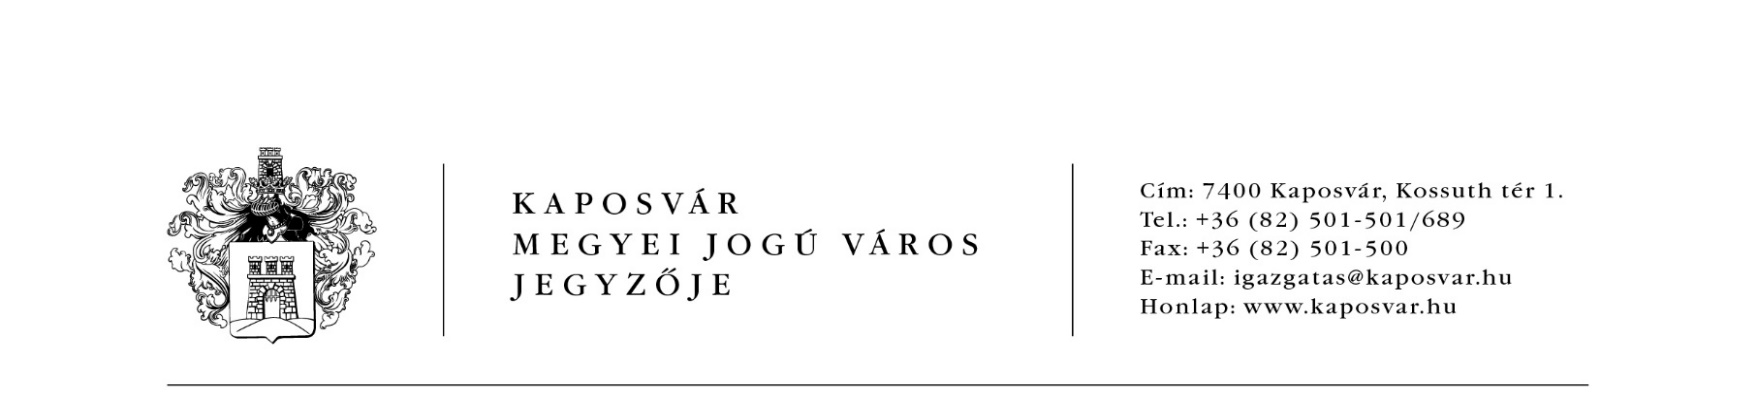 KAPOSVÁR
MEGYEI JOGÚ VÁROS
JEGYZŐJE
Cím: 7400 Kaposvár, Kossuth tér 1.
Tel.: +36 (82) 501-501/689
Fax: +36 (82) 501-500
E-mail: igazgatas@kaposvar.hu
Honlap: www.kaposvar.hu